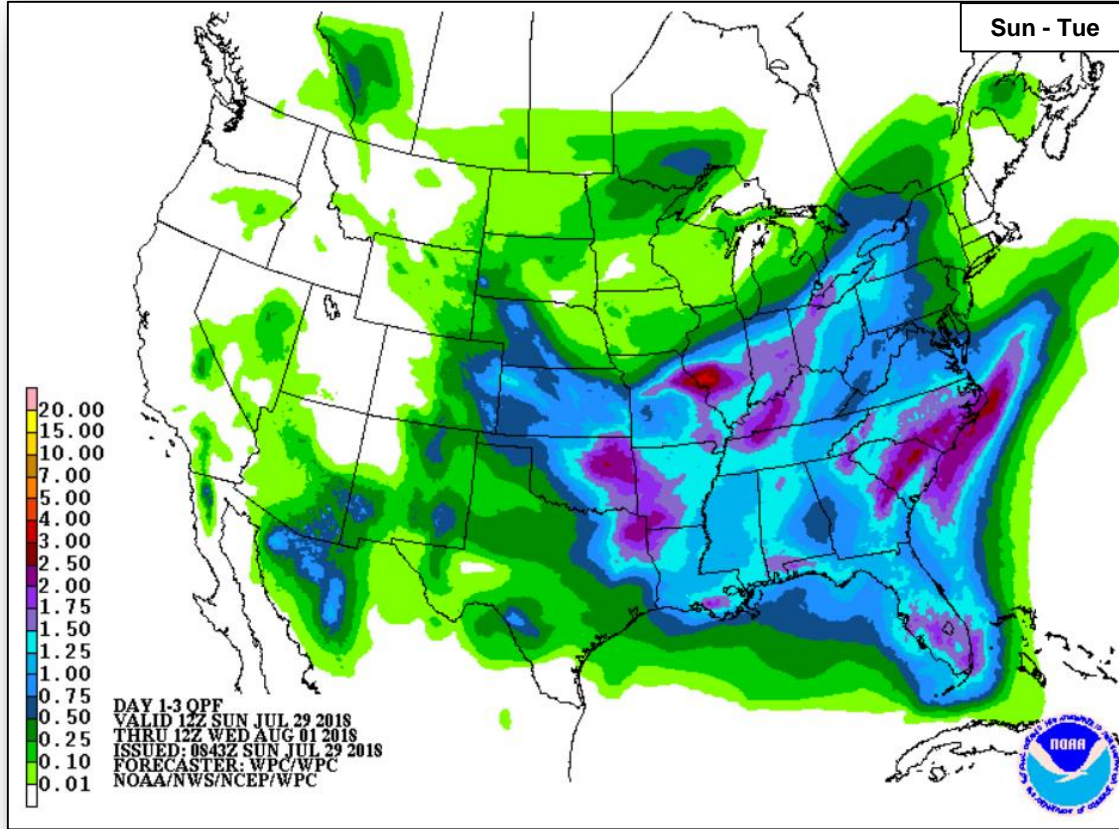 Sun - Tue
20.00
15.00
10.00
7.00
5.00
4.00
3.00
2.50
2.00
1.75
1.50
1.25
1.00
0.75
0.50
0.25
0.10
0.01
DAY 1-3 QPF
VALID 12Z SUN JUL 29 2018
THRU 12Z WED AUG 01 2018
ISSUED: 0843Z SUN JUL 29 2018
FORECASTER: WPC/WPC
NOAA/NWS/NCEP/WPC
NOAA